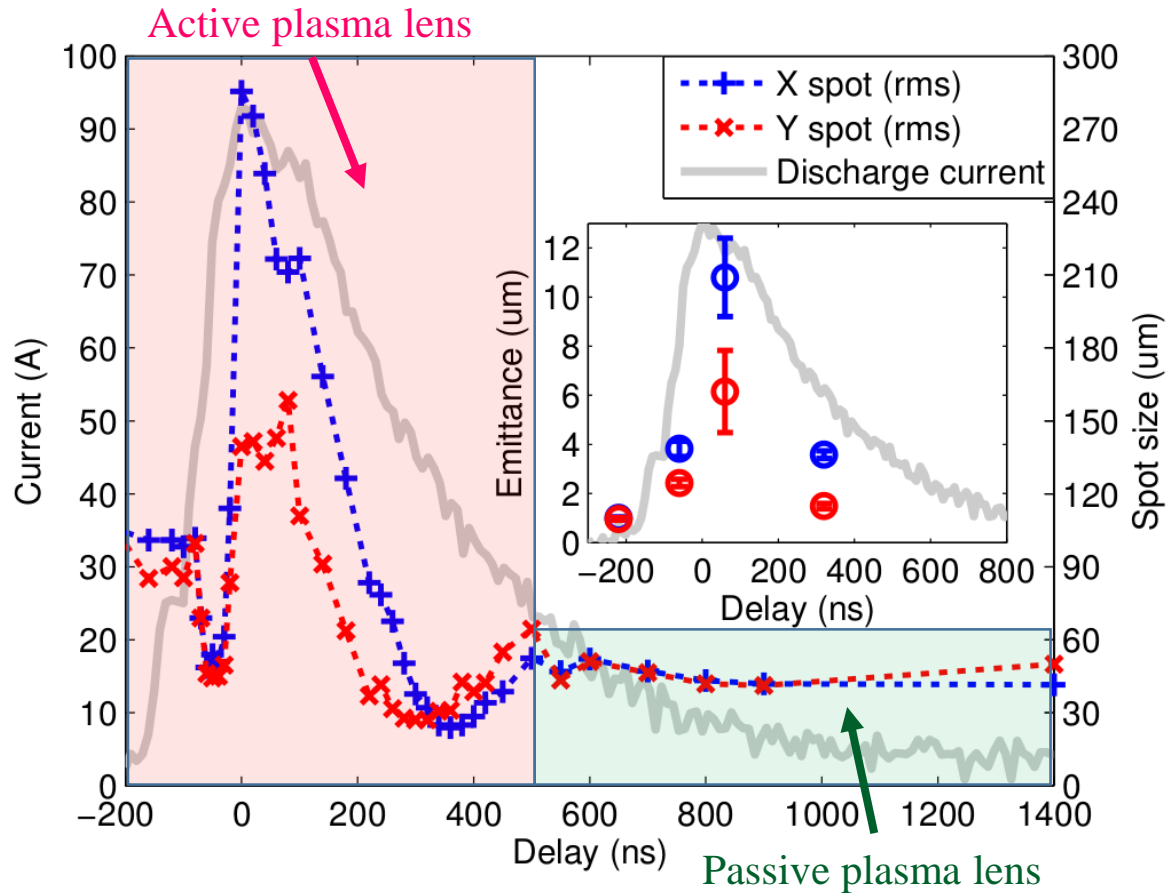 Active plasma lens
100
90
80
70
60
50
40
30
20
10
0
Current (A)
−200 0 200 400 600 800 1000 1200 1400
Delay (ns)
300
270
240
210
180
150
120
90
60
30
0
Spot size (um)
X spot (rms)
Y spot (rms)
Discharge current
12
10
8
6
4
2
0
Emittance (um)
−200 0 200 400 600 800
Delay (ns)
Passive plasma lens